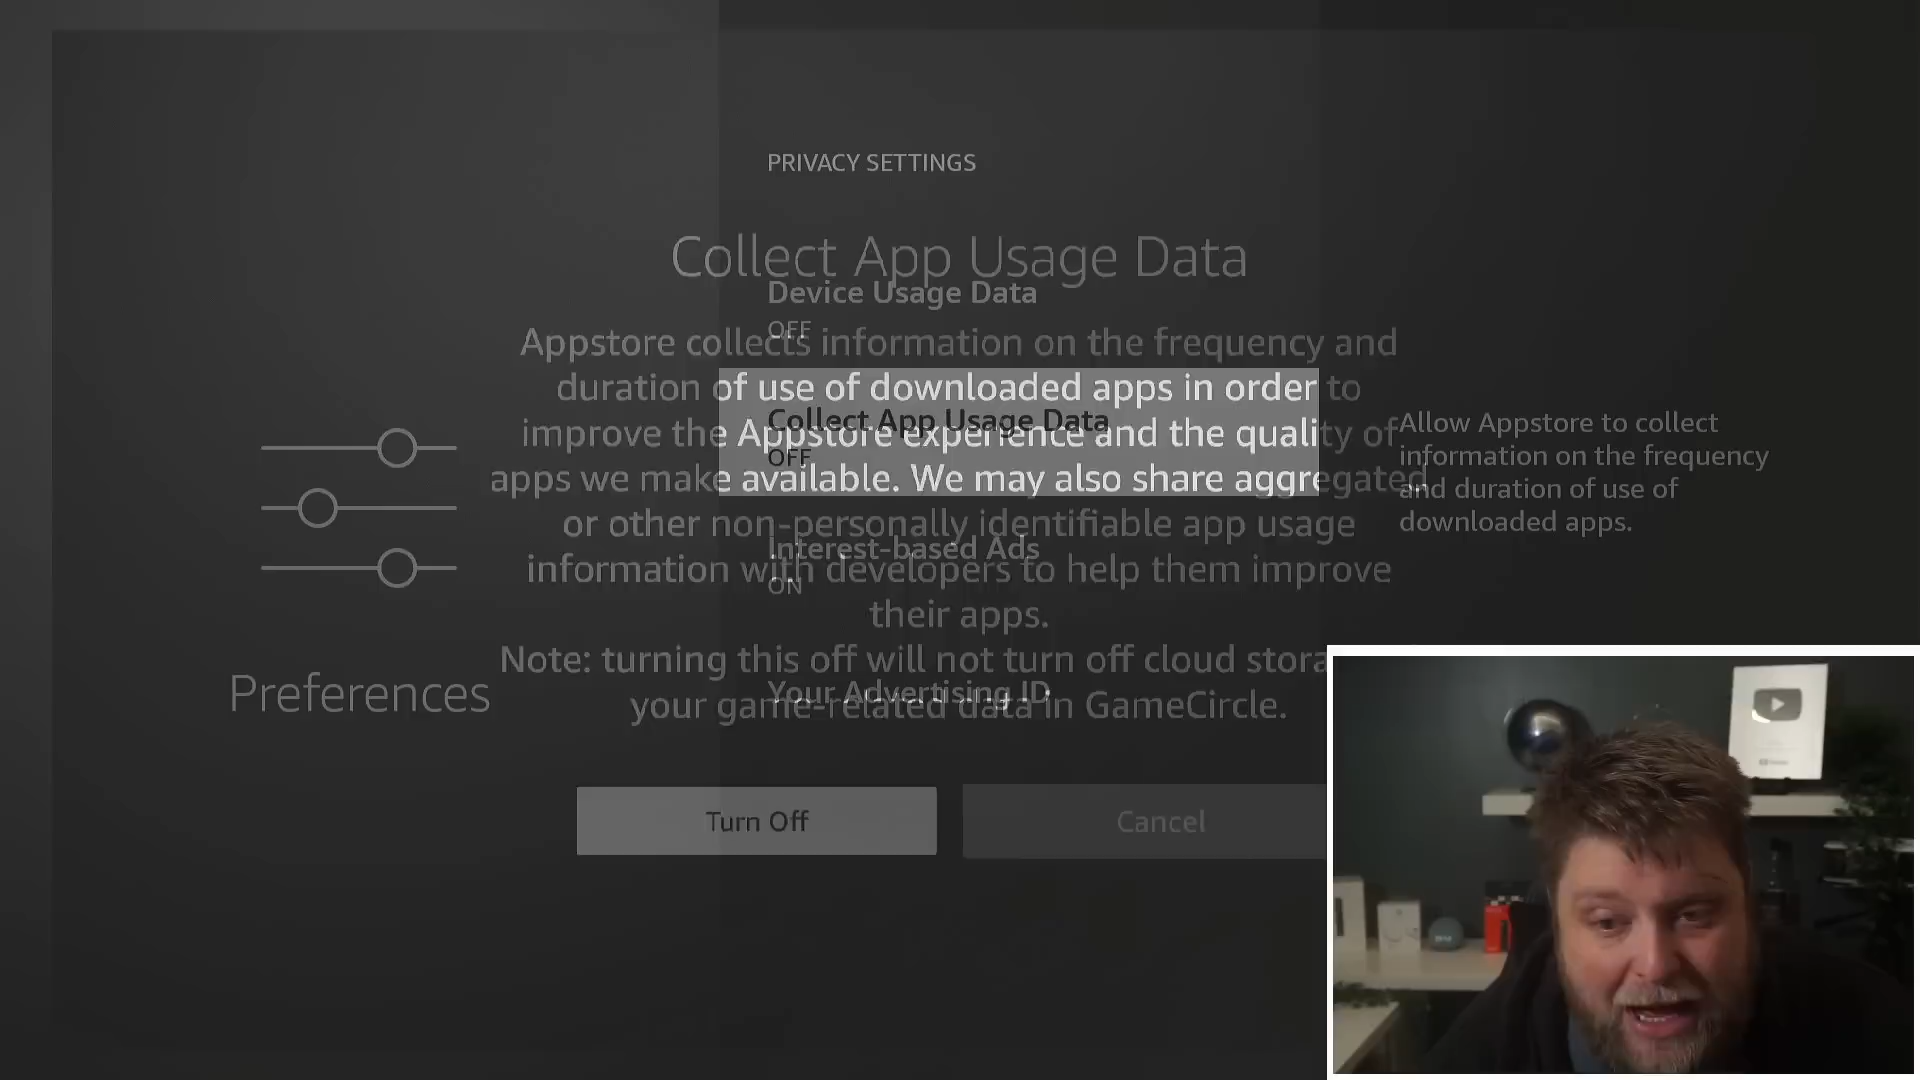 PRIVACY SETTINGS
Collect App Usage Data
Device Usage Data
OFF
Appstore collects information on the frequency and
duration of use of downloaded apps in order to
improve the Appstore experience and the quality of
apps we make available. We may also share aggregated
or other non-personally identifiable app usage
information with developers to help them improve
their apps.
Note: turning this off will not turn off cloud stora
your game-related data in GameCircle.
Collect App Usage Data
OFF
Interest-based Ads
ON
Your Advertising ID
Allow Appstore to collect
information on the frequency
and duration of use of
downloaded apps.
Preferences
Turn Off
Cancel